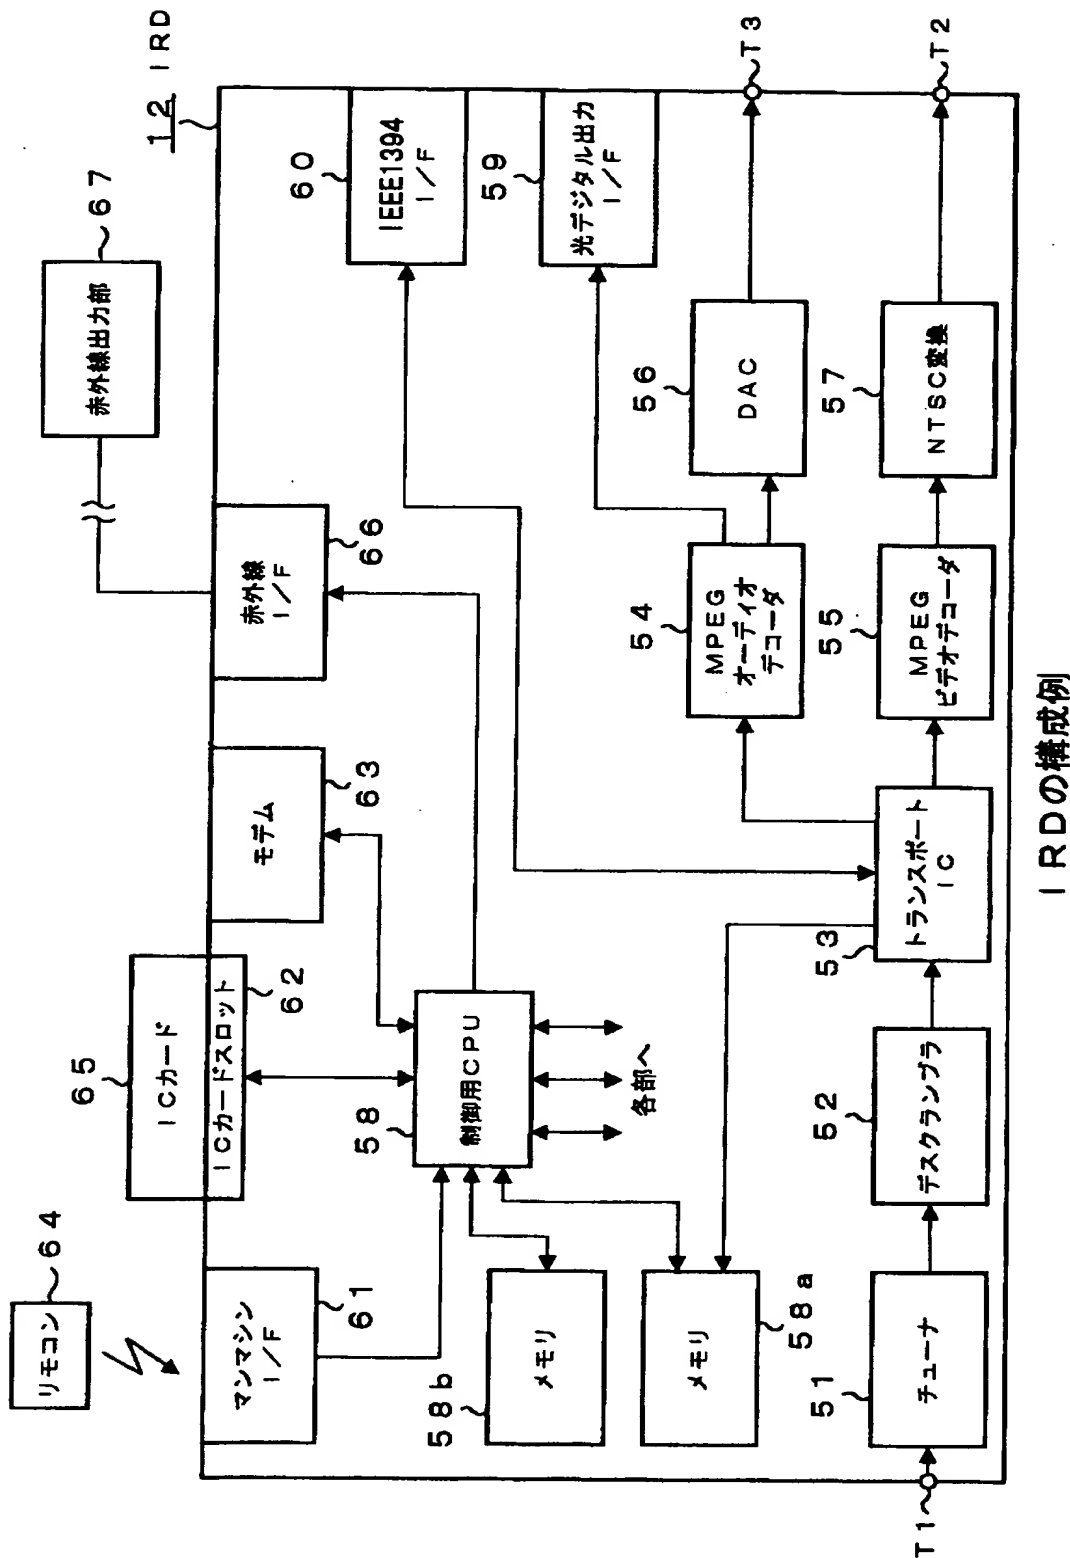 12 IRD
67
赤外線出力部
65
ICカード
ICカードスロット
62
64
リモコン
マンマシン
I/F
61
モデム
63
赤外線
I/F
66
60
IEEE1394
I/F
59
光デジタル出力
I/F
58
制御用CPU
各部へ
58b
メモリ
メモリ
58a
T1
51
チューナ
52
デスクランブラ
53
トランスポート
IC
54
MPEG
オーディオ
デコーダ
55
MPEG
ビデオデコーダ
56
DAC
57
NTSC変換
T3
T2
IRDの構成例